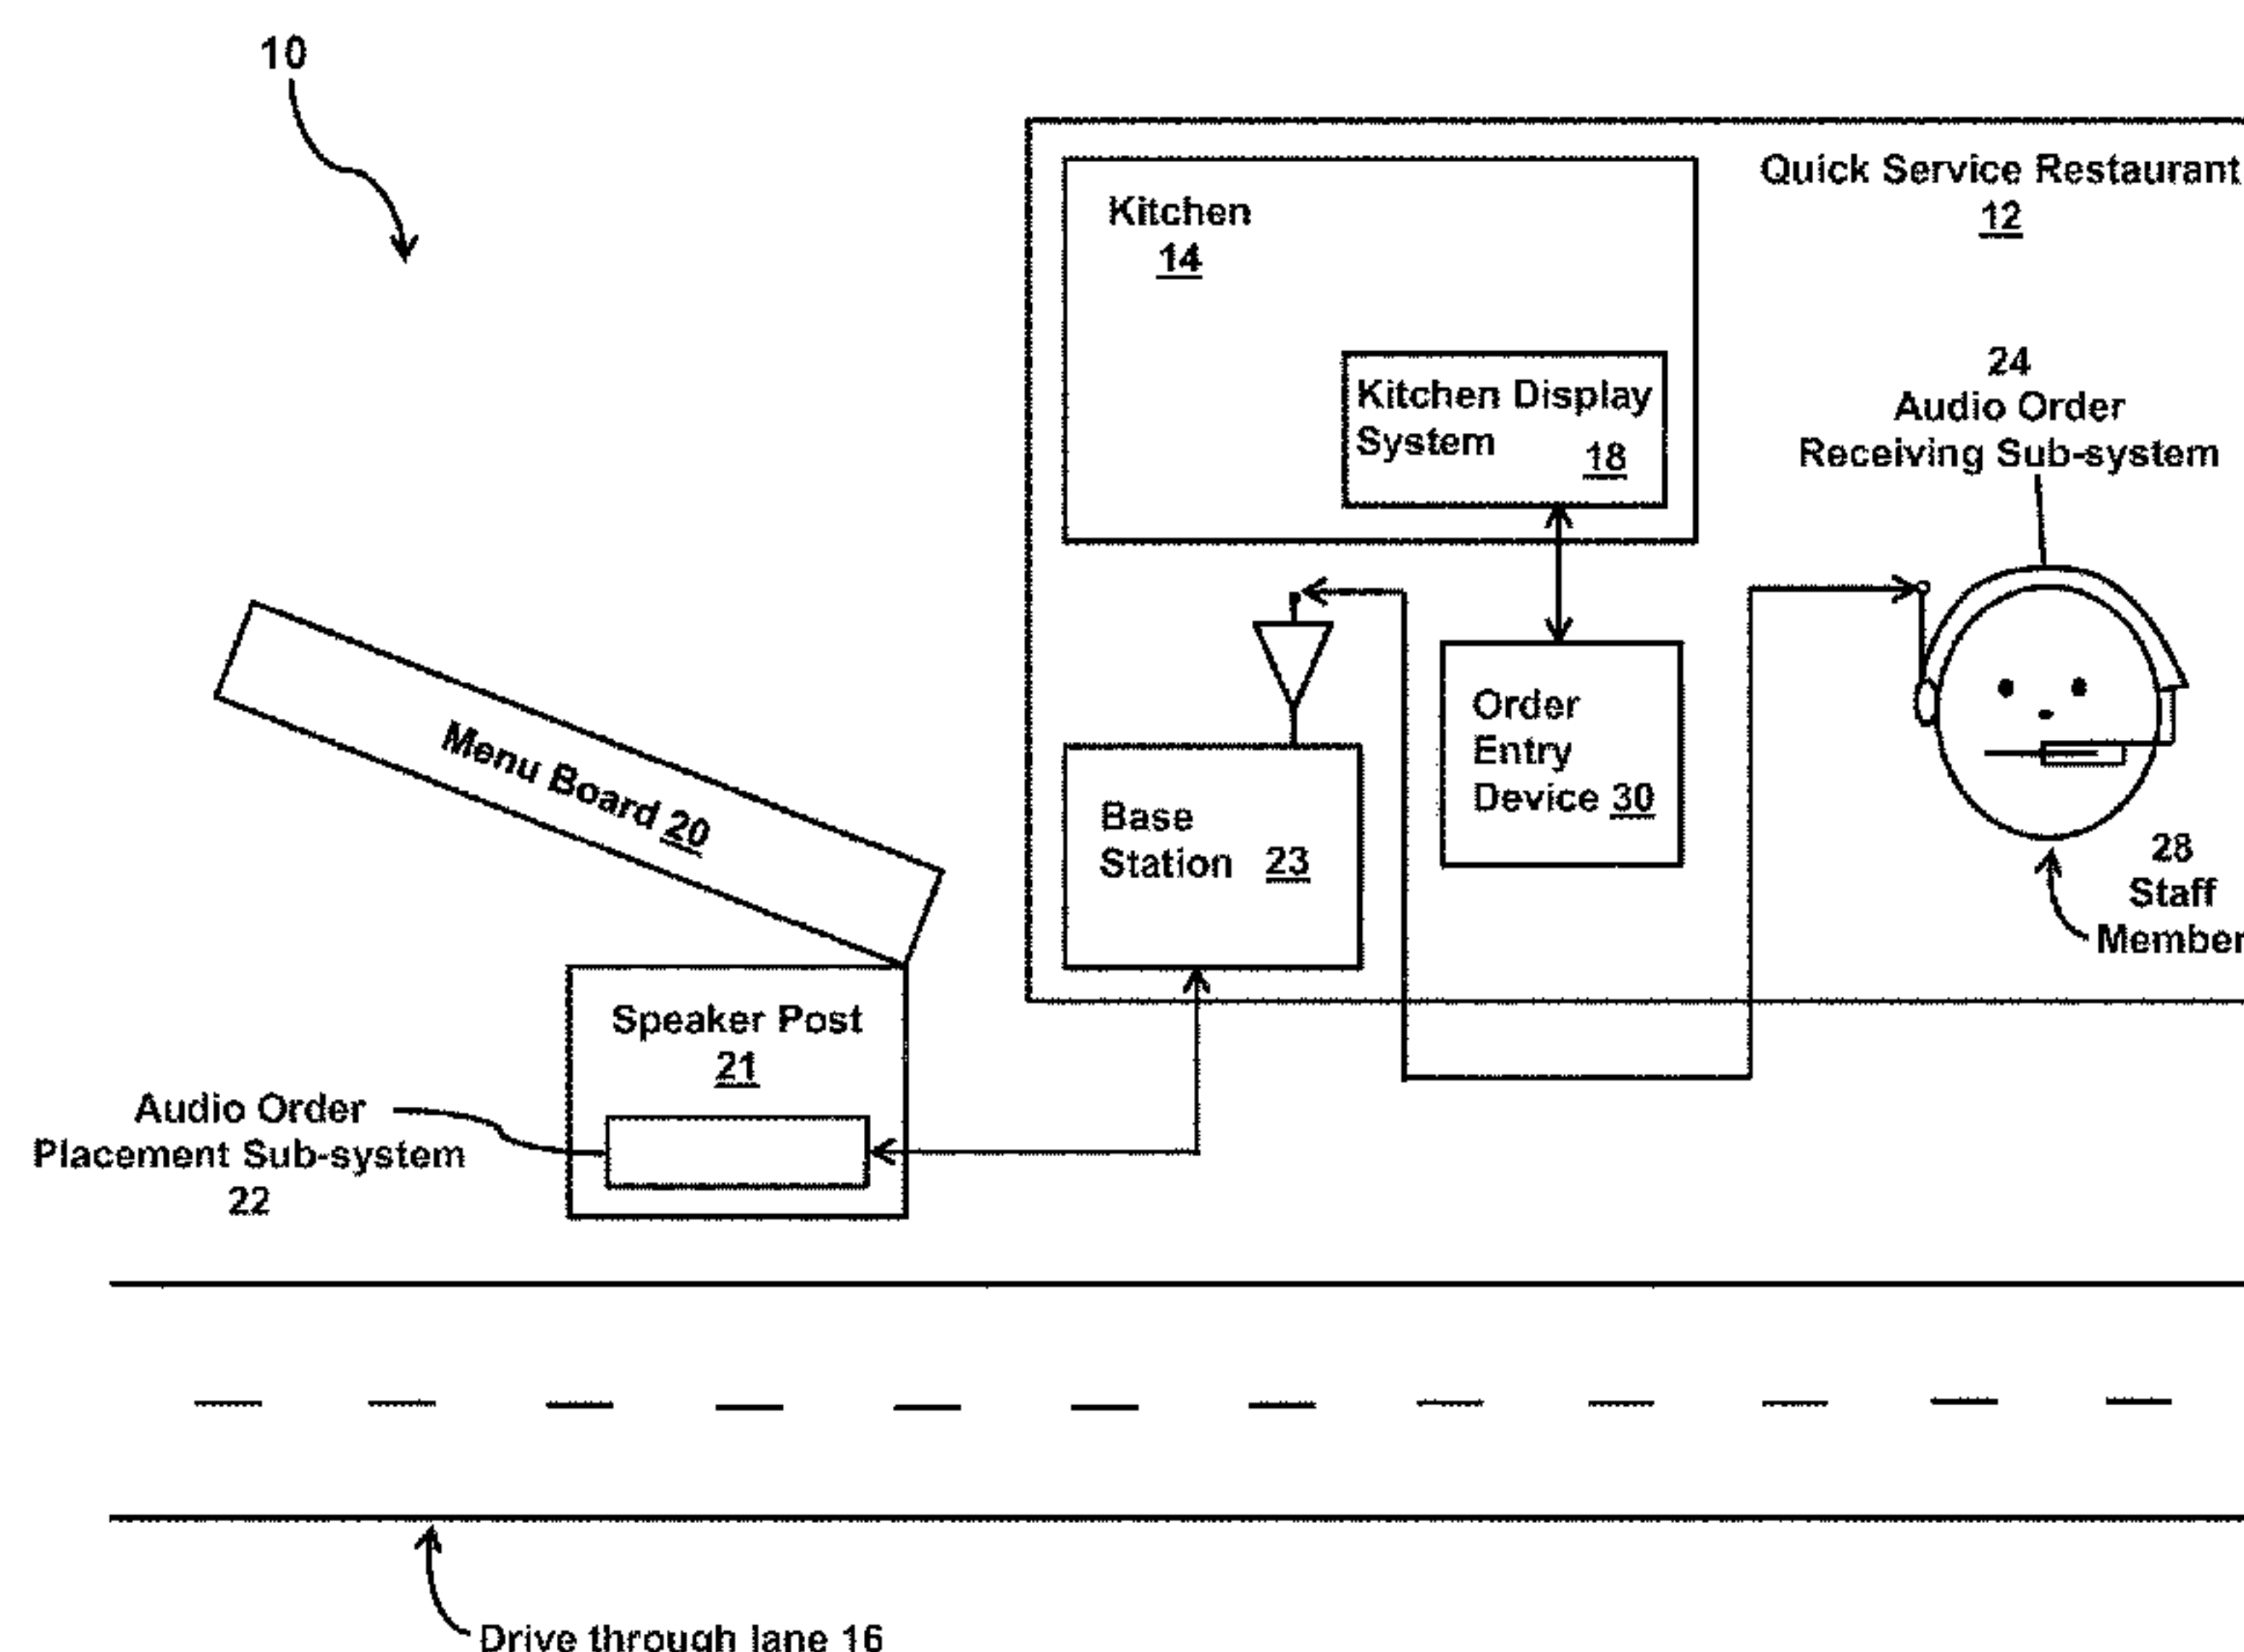 10
Quick Service Restaurant
12
Kitchen
14
Kitchen Display
System 18
24
Audio Order
Receiving Sub-system
Order
Entry
Device 30
Base
Station 23
28
Staff
Member
Menu Board 20
Speaker Post
21
Audio Order
Placement Sub-system
22
Drive through lane 16